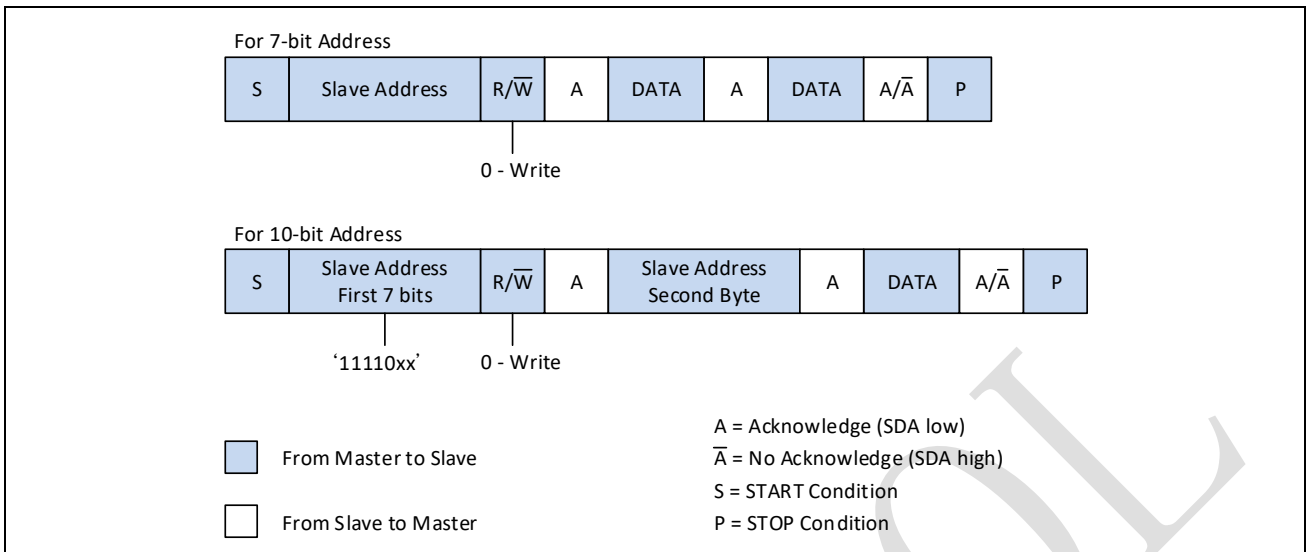 For 7-bit Address
S Slave Address R/W̅ A DATA A DATA A/A̅ P
0 - Write
For 10-bit Address
S Slave Address First 7 bits R/W̅ A Slave Address Second Byte A DATA A/A̅ P
‘11110xx’ 0 - Write
A = Acknowledge (SDA low)
From Master to Slave
A̅ = No Acknowledge (SDA high)
S = START Condition
From Slave to Master
P = STOP Condition